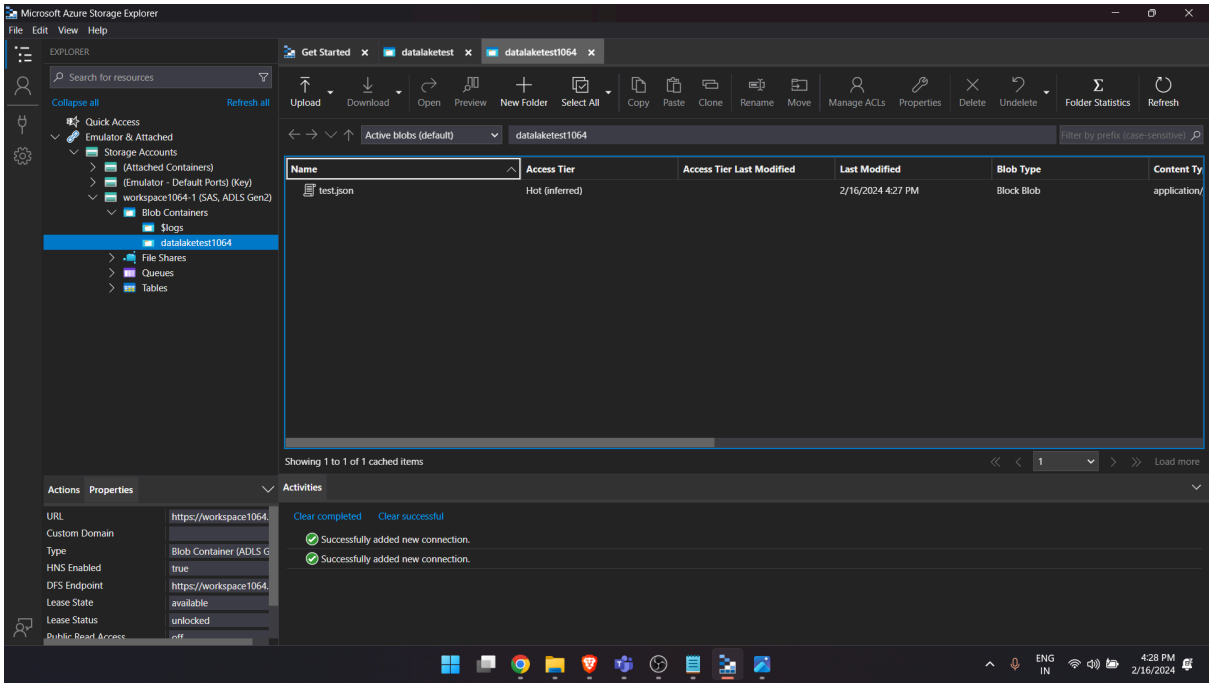 Microsoft Azure Storage Explorer
File Edit View Help
EXPLORER
Search for resources
Collapse all Refresh all
Quick Access
Emulator & Attached
Storage Accounts
(Attached Containers)
(Emulator - Default Ports) (Key)
workspace1064-1 (SAS, ADLS Gen2)
Blob Containers
$logs
datalaketest1064
File Shares
Queues
Tables
Get Started datalaketest datalaketest1064
Upload Download Open Preview New Folder Select All Copy Paste Clone Rename Move Manage ACLs Properties Delete Undelete Folder Statistics Refresh
Active blobs (default) datalaketest1064 Filter by prefix (case-sensitive)
Name Access Tier Access Tier Last Modified Last Modified Blob Type Content Ty
test.json Hot (inferred) 2/16/2024 4:27 PM Block Blob application/
Showing 1 to 1 of 1 cached items 1 Load more
Actions Properties
URL https://workspace1064.
Custom Domain
Type Blob Container (ADLS G
HNS Enabled true
DFS Endpoint https://workspace1064.
Lease State available
Lease Status unlocked
Public Read Access off
Activities
Clear completed Clear successful
Successfully added new connection.
Successfully added new connection.
ENG
IN
4:28 PM
2/16/2024